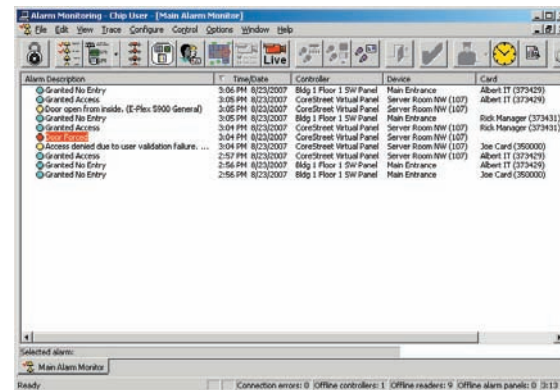 Alarm Monitoring - Chip User - [Main Alarm Monitor]
File Edit View Trace Configure Control Options Window Help
Live
Alarm Description Time/Date Controller Device Card
Granted No Entry 3:06 PM 8/23/2007 Bldg 1 Floor 1 SW Panel Main Entrance Albert IT (373429)
Granted Access 3:05 PM 8/23/2007 CoreStreet Virtual Panel Server Room NW (107) Albert IT (373429)
Door open from inside. (E-Plex 5900 General) 3:05 PM 8/23/2007 CoreStreet Virtual Panel Server Room NW (107)
Granted No Entry 3:05 PM 8/23/2007 Bldg 1 Floor 1 SW Panel Main Entrance Rick Manager (373431)
Granted Access 3:04 PM 8/23/2007 CoreStreet Virtual Panel Server Room NW (107) Rick Manager (373431)
Door Forced 3:04 PM 8/23/2007 CoreStreet Virtual Panel Server Room NW (107)
Access denied due to user validation failure. ... 3:04 PM 8/23/2007 CoreStreet Virtual Panel Server Room NW (107) Joe Card (350000)
Granted Access 2:57 PM 8/23/2007 CoreStreet Virtual Panel Server Room NW (107) Albert IT (373429)
Granted No Entry 2:56 PM 8/23/2007 Bldg 1 Floor 1 SW Panel Main Entrance Albert IT (373429)
Granted No Entry 2:56 PM 8/23/2007 Bldg 1 Floor 1 SW Panel Main Entrance Joe Card (350000)
Selected alarm:
Main Alarm Monitor
Ready Connection errors: 0 Offline controllers: 1 Offline readers: 9 Offline alarm panels: 0